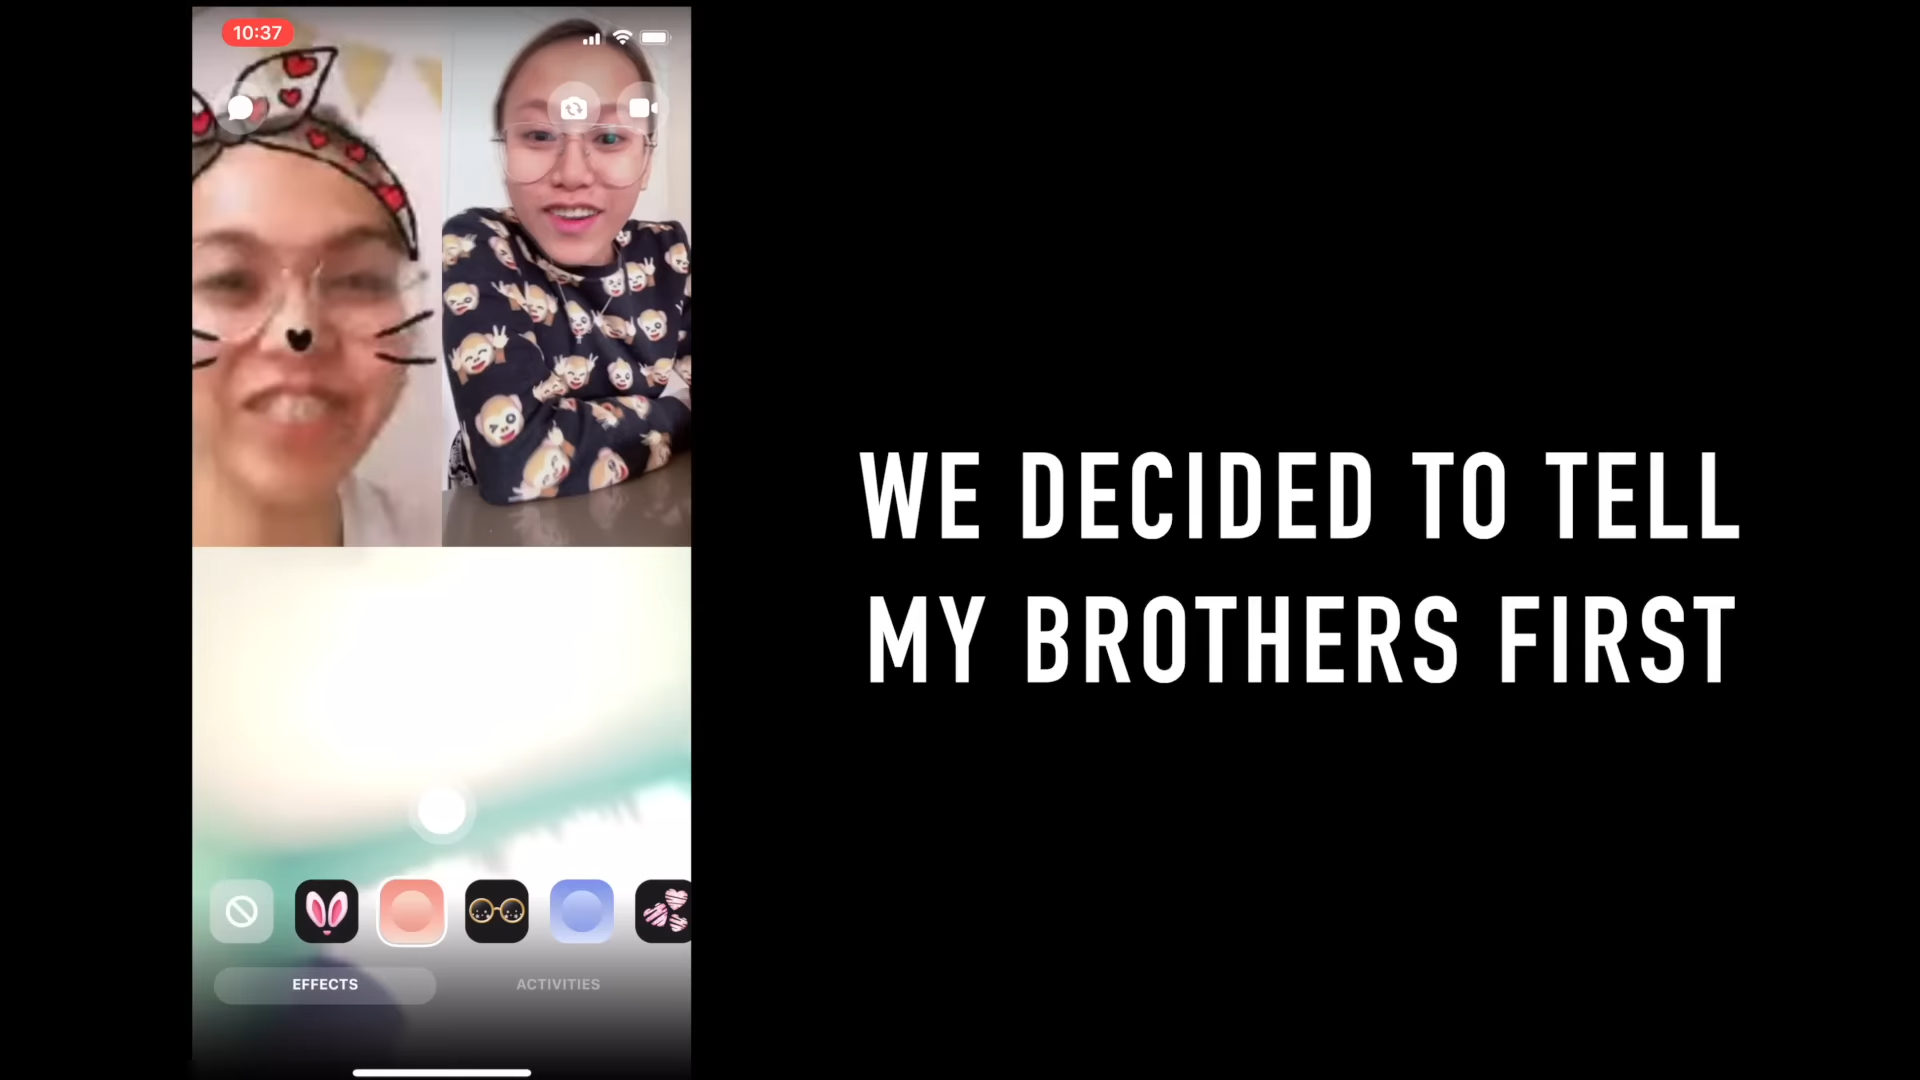 10:37
WE DECIDED TO TELL
MY BROTHERS FIRST
EFFECTS
ACTIVITIES